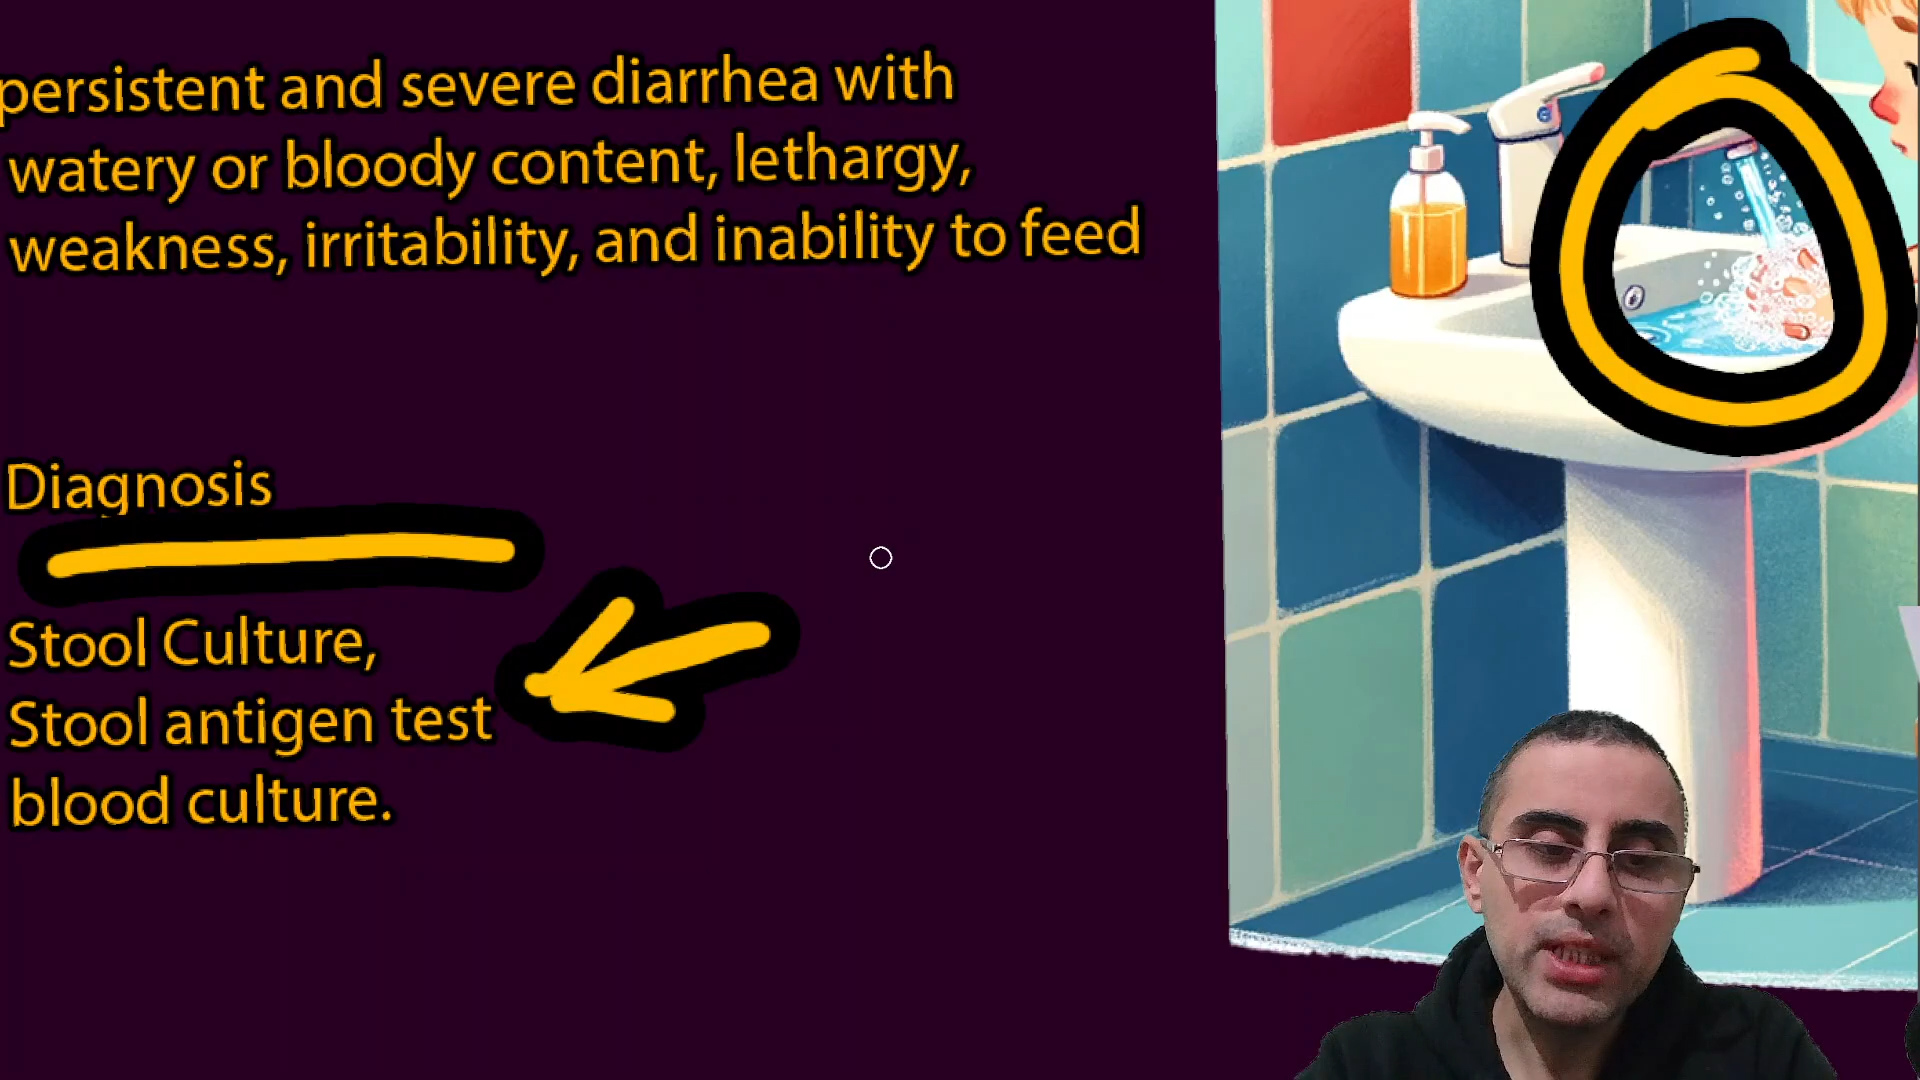 persistent and severe diarrhea with
watery or bloody content, lethargy,
weakness, irritability, and inability to feed
Diagnosis
Stool Culture,
Stool antigen test
blood culture.